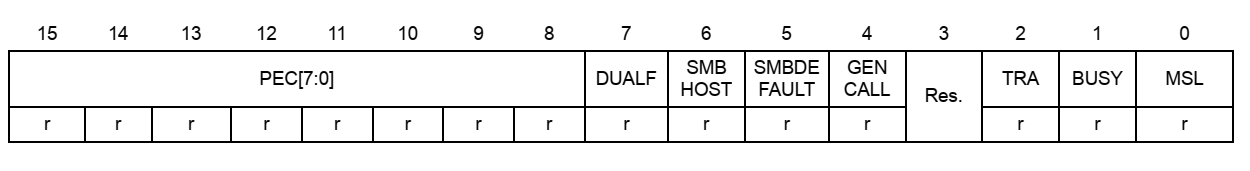 15 14 13 12 11 10 9 8 7 6 5 4 3 2 1 0
PEC[7:0] DUALF SMB HOST SMBDE FAULT GEN CALL Res. TRA BUSY MSL
r r r r r r r r r r r r r r r